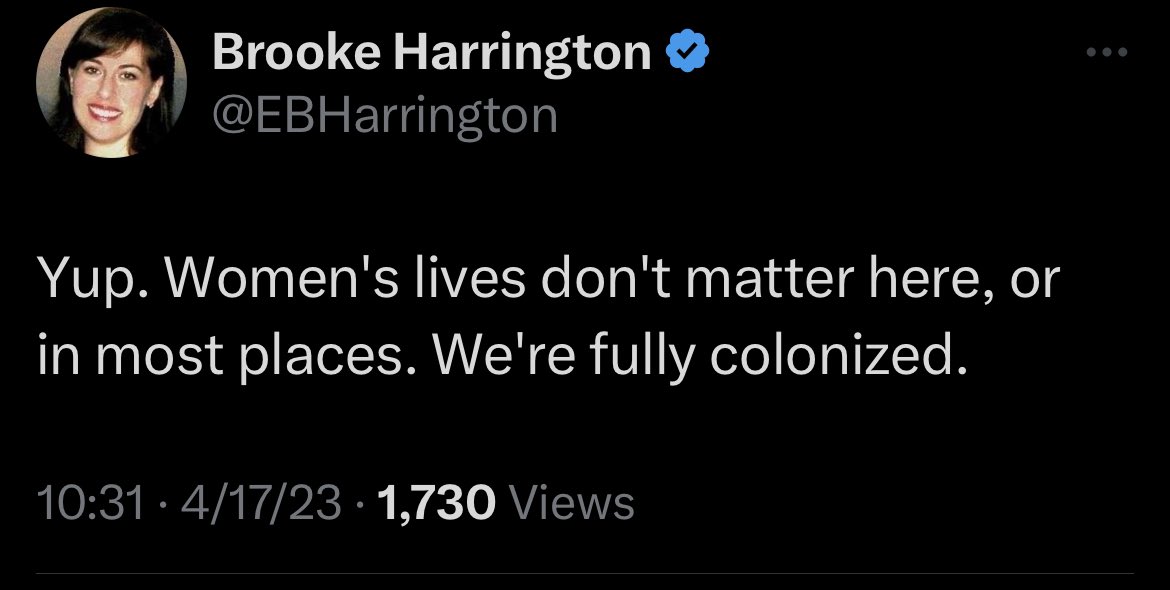 Brooke Harrington
@EBHarrington
Yup. Women's lives don't matter here, or
in most places. We're fully colonized.
10:31 · 4/17/23 · 1,730 Views